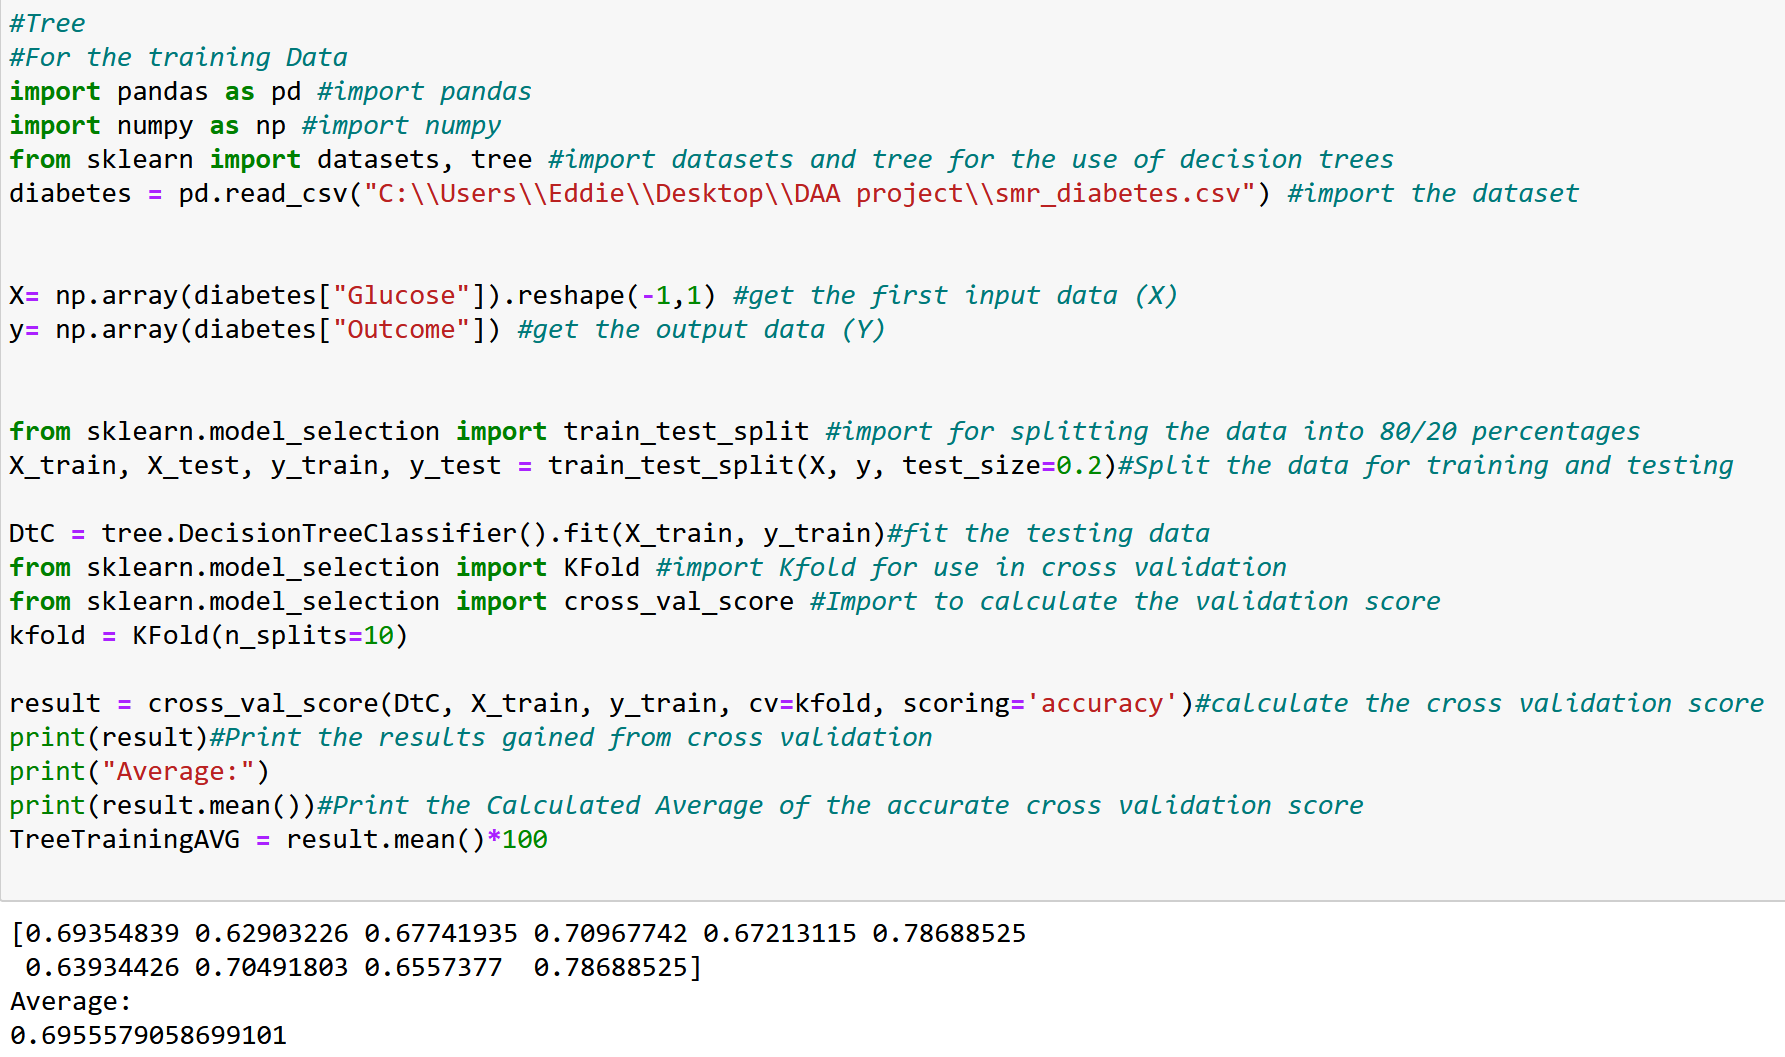 #Tree
#For the training Data
import pandas as pd #import pandas
import numpy as np #import numpy
from sklearn import datasets, tree #import datasets and tree for the use of decision trees
diabetes = pd.read_csv("C:\\Users\\Eddie\\Desktop\\DAA project\\smr_diabetes.csv") #import the dataset
X= np.array(diabetes["Glucose"]).reshape(-1,1) #get the first input data (X)
y= np.array(diabetes["Outcome"]) #get the output data (Y)
from sklearn.model_selection import train_test_split #import for splitting the data into 80/20 percentages
X_train, X_test, y_train, y_test = train_test_split(X, y, test_size=0.2)#Split the data for training and testing
DtC = tree.DecisionTreeClassifier().fit(X_train, y_train)#fit the testing data
from sklearn.model_selection import KFold #import Kfold for use in cross validation
from sklearn.model_selection import cross_val_score #Import to calculate the validation score
kfold = KFold(n_splits=10)
result = cross_val_score(DtC, X_train, y_train, cv=kfold, scoring='accuracy')#calculate the cross validation score
print(result)#Print the results gained from cross validation
print("Average:")
print(result.mean())#Print the Calculated Average of the accurate cross validation score
TreeTrainingAVG = result.mean()*100
[0.69354839 0.62903226 0.67741935 0.70967742 0.67213115 0.78688525
 0.63934426 0.70491803 0.6557377  0.78688525]
Average:
0.6955579058699101